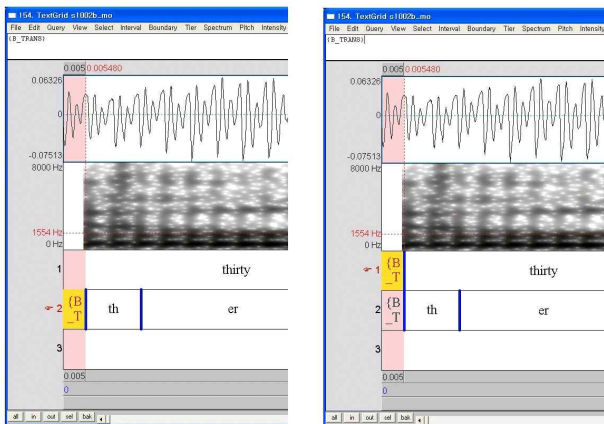 154. TextGrid s1002b_mo
File Edit Query View Select Interval Boundary Tier Spectrum Pitch Intensity
{B_TRANS}
0.005 0.005480
0.06326
0
-0.07513
8000 Hz
1554 Hz
0 Hz
1 thirty
2 {B_T th er
3
0.005
0
all in out sel bak
154. TextGrid s1002b_mo
File Edit Query View Select Interval Boundary Tier Spectrum Pitch Intensity
{B_TRANS}
0.005 0.005480
0.06326
0
-0.07513
8000 Hz
1554 Hz
0 Hz
1 {B_T thirty
2 {B_T th er
3
0.005
0
all in out sel bak